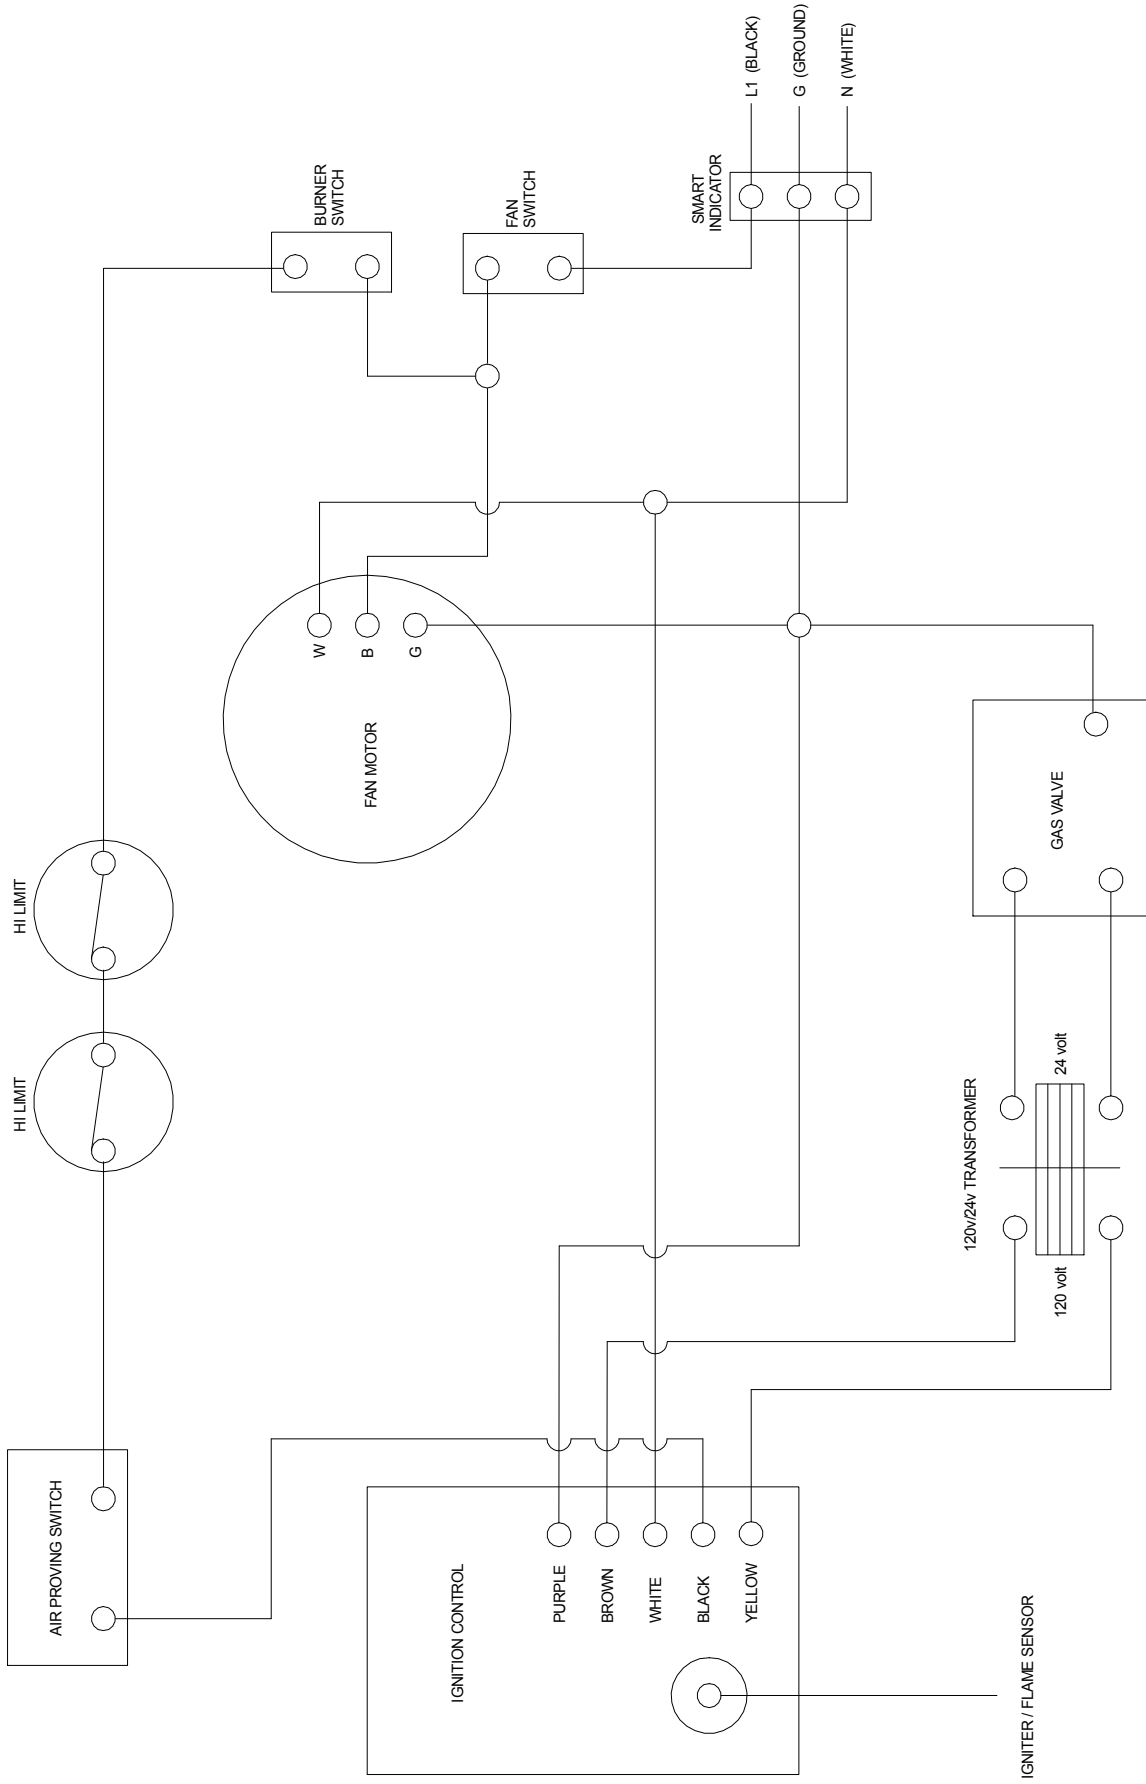 AIR PROVING SWITCH
HI LIMIT
HI LIMIT
BURNER
SWITCH
IGNITION CONTROL
FAN MOTOR
W
B
G
FAN
SWITCH
PURPLE
BROWN
WHITE
BLACK
YELLOW
SMART
INDICATOR
L1 (BLACK)
G (GROUND)
N (WHITE)
IGNITER / FLAME SENSOR
120v/24v TRANSFORMER
120 volt
24 volt
GAS VALVE